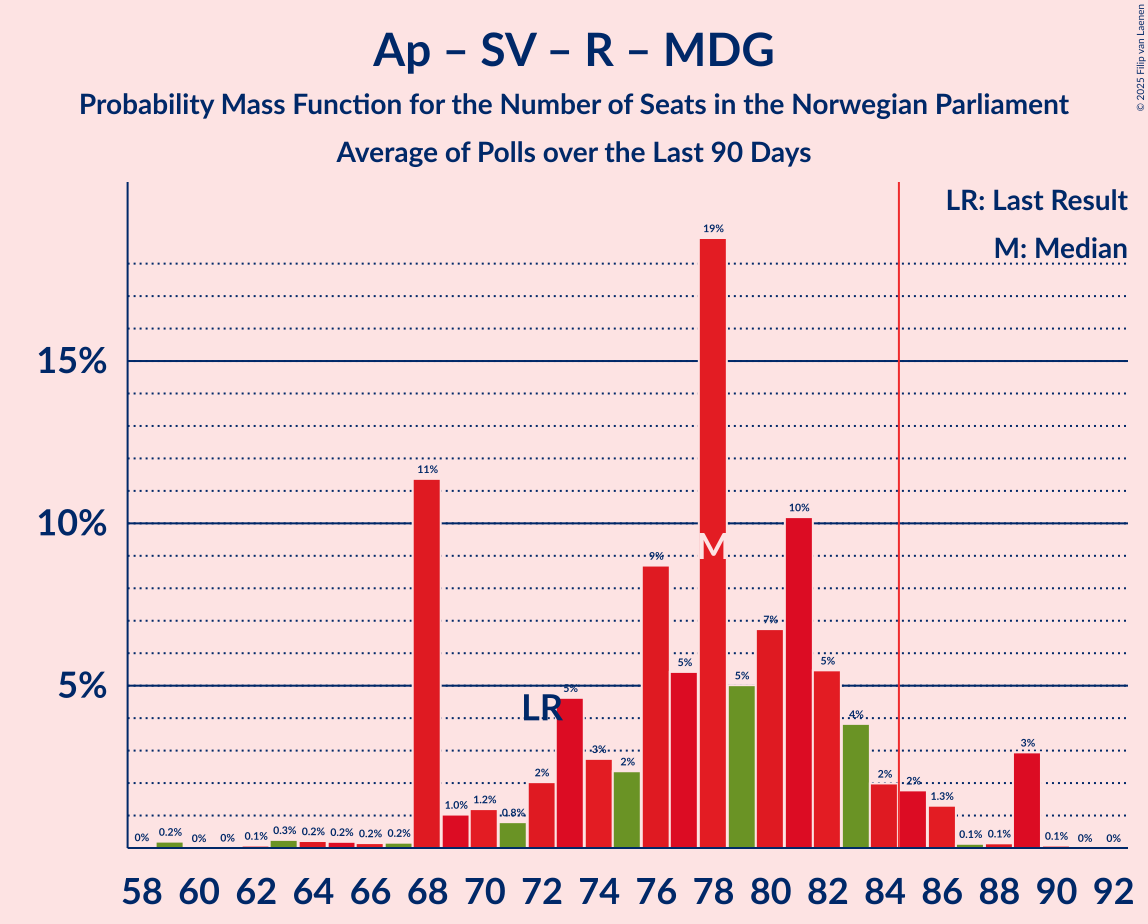 Ap – SV – R – MDG
Probability Mass Function for the Number of Seats in the Norwegian Parliament
Average of Polls over the Last 90 Days
© 2025 Filip van Laenen
LR: Last Result
M: Median
15%
10%
5%
0% 0.2% 0% 0% 0.1% 0.3% 0.2% 0.2% 0.2% 0.2% 11% 1.0% 1.2% 0.8% 2% 5% 3% 2% 9% 5% 19% 5% 7% 10% 5% 4% 2% 2% 1.3% 0.1% 0.1% 3% 0.1% 0% 0%
LR
M
58 60 62 64 66 68 70 72 74 76 78 80 82 84 86 88 90 92